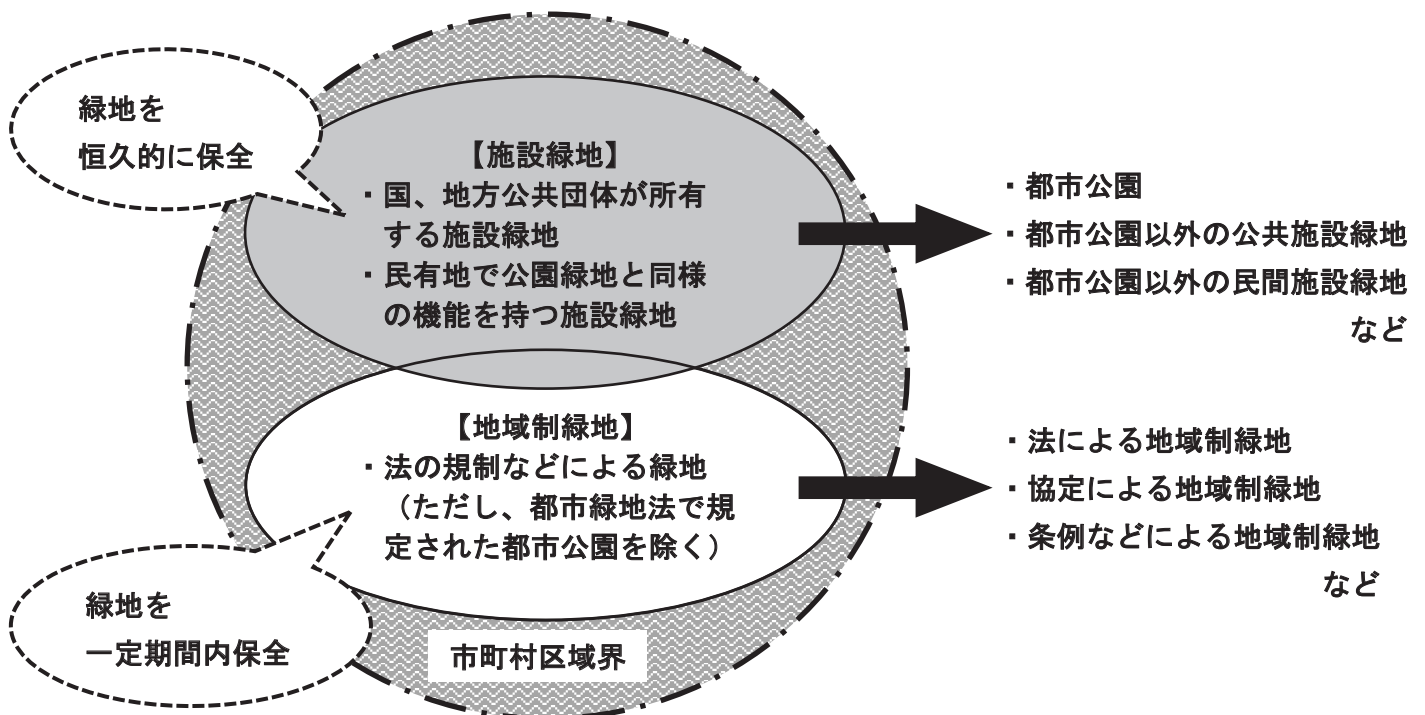 緑地を
恒久的に保全
【施設緑地】
・国、地方公共団体が所有
する施設緑地
・民有地で公園緑地と同様
の機能を持つ施設緑地
・都市公園
・都市公園以外の公共施設緑地
・都市公園以外の民間施設緑地
など
【地域制緑地】
・法の規制などによる緑地
（ただし、都市緑地法で規
定された都市公園を除く）
・法による地域制緑地
・協定による地域制緑地
・条例などによる地域制緑地
など
緑地を
一定期間内保全
市町村区域界